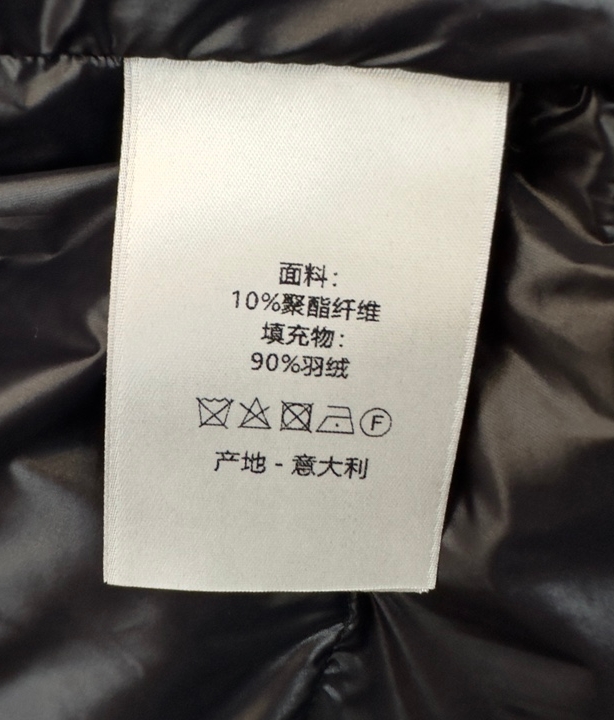 面料:
10%聚酯纤维
填充物:
90%羽绒
F
产地 - 意大利